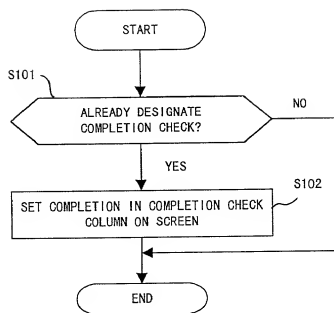 START
S101
ALREADY DESIGNATE
COMPLETION CHECK?
NO
YES
S102
SET COMPLETION IN COMPLETION CHECK
COLUMN ON SCREEN
END